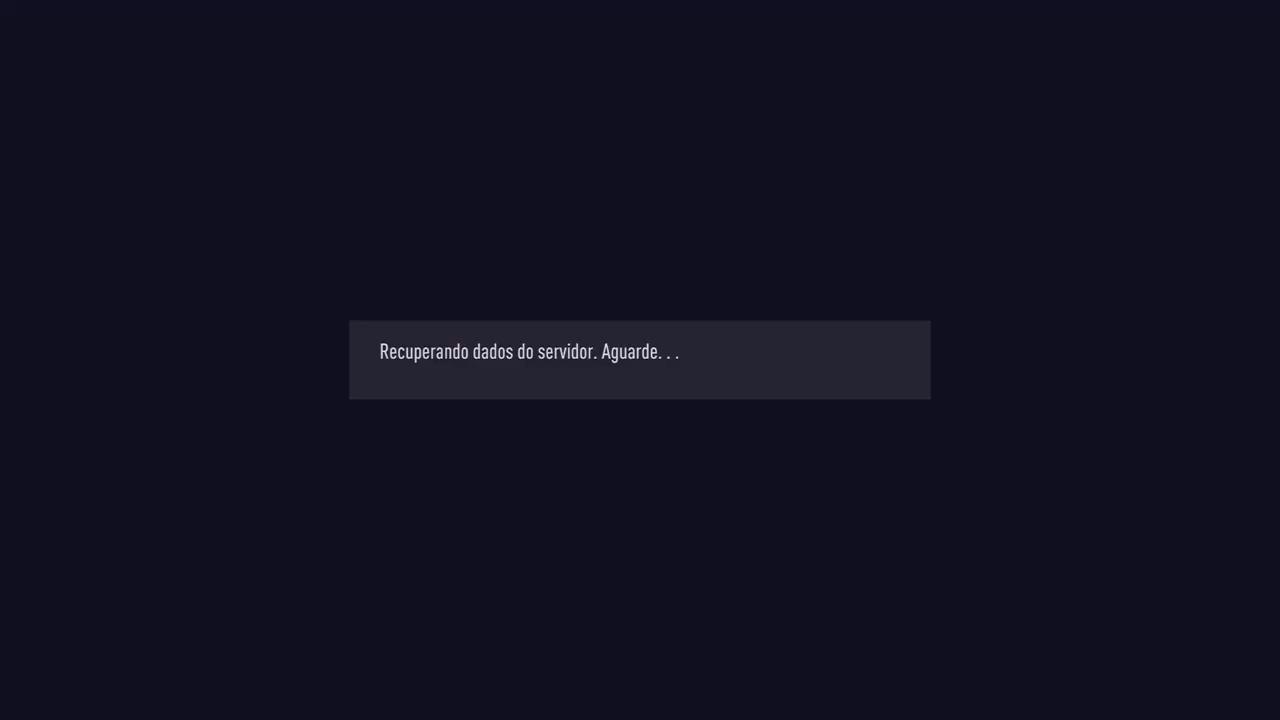 Recuperando dados do servidor. Aguarde. . .